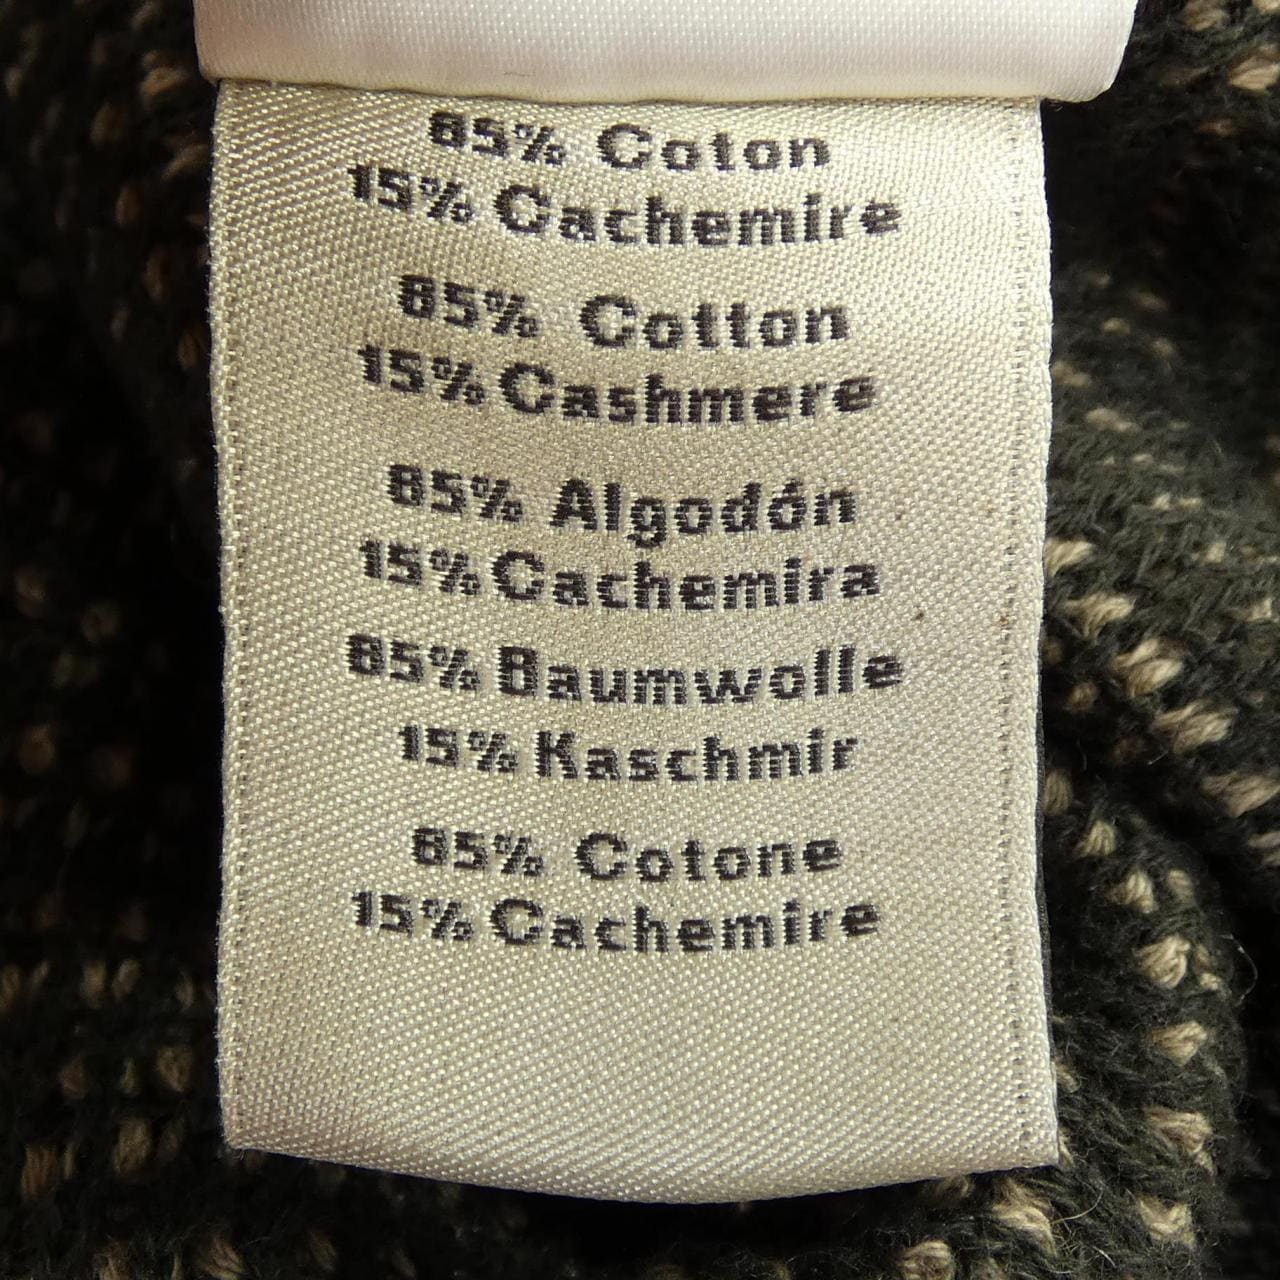 85% Coton
15% Cachemire
85% Cotton
15% Cashmere
85% Algodón
15% Cachemira
85% Baumwolle
15% Kaschmir
85% Cotone
15% Cachemire